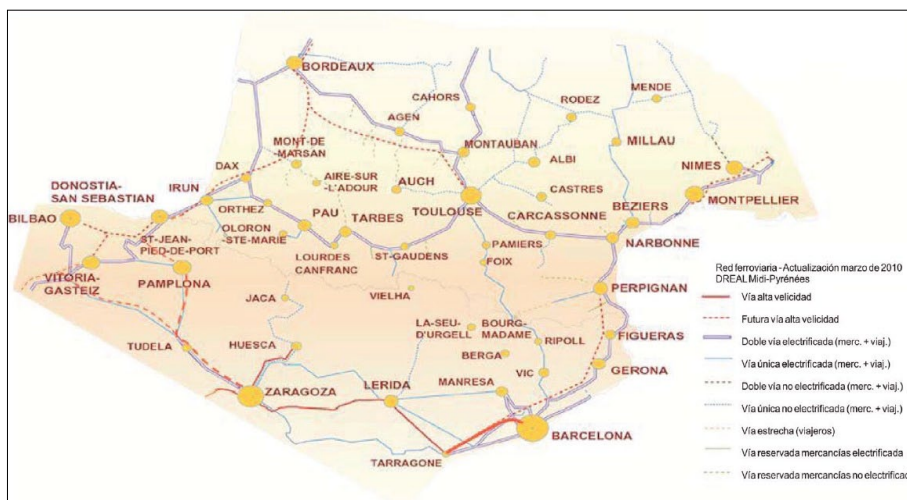 BORDEAUX
CAHORS
RODEZ
MENDE
AGEN
MONT-DE-
MARSAN
MONTAUBAN
MILLAU
ALBI
NIMES
DAX
AIRE-SUR-
L'ADOUR
AUCH
CASTRES
DONOSTIA-
SAN SEBASTIAN
IRUN
MONTPELLIER
BILBAO
ORTHEZ
PAU
TARBES
TOULOUSE
CARCASSONNE
BÉZIERS
OLORON
-STE-MARIE
ST-JEAN-
PIED-DE-PORT
NARBONNE
LOURDES
CANFRANC
ST-GAUDENS
PAMIERS
FOIX
VITORIA-
GASTEIZ
PAMPLONA
PERPIGNAN
JACA
VIELHA
LA-SEU-
D'URGELL
BOURG-
MADAME
FIGUERAS
TUDELA
HUESCA
RIPOLL
BERGA
ZARAGOZA
LERIDA
MANRESA
VIC
GERONA
BARCELONA
TARRAGONE
Red ferroviaria - Actualización marzo de 2010
DREAL Midi-Pyrénées
Vía alta velocidad
Futura vía alta velocidad
Doble vía electrificada (merc. + viaj.)
Vía única electrificada (merc. + viaj.)
Doble vía no electrificada (merc. + viaj.)
Vía única no electrificada (merc. + viaj.)
Vía estrecha (viajeros)
Vía reservada mercancías electrificada
Vía reservada mercancías no electrificad